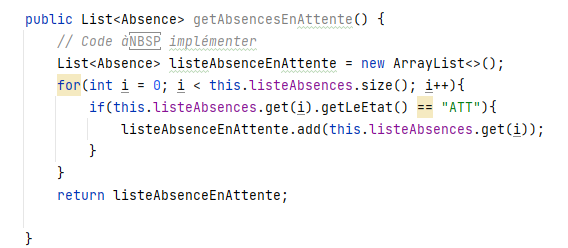 public List<Absence> getAbsencesEnAttente() {
// Code àNBSP implémenter
List<Absence> listeAbsenceEnAttente = new ArrayList<>();
for(int i = 0; i < this.listeAbsences.size(); i++){
if(this.listeAbsences.get(i).getLeEtat() == "ATT"){
listeAbsenceEnAttente.add(this.listeAbsences.get(i));
}
}
return listeAbsenceEnAttente;
}